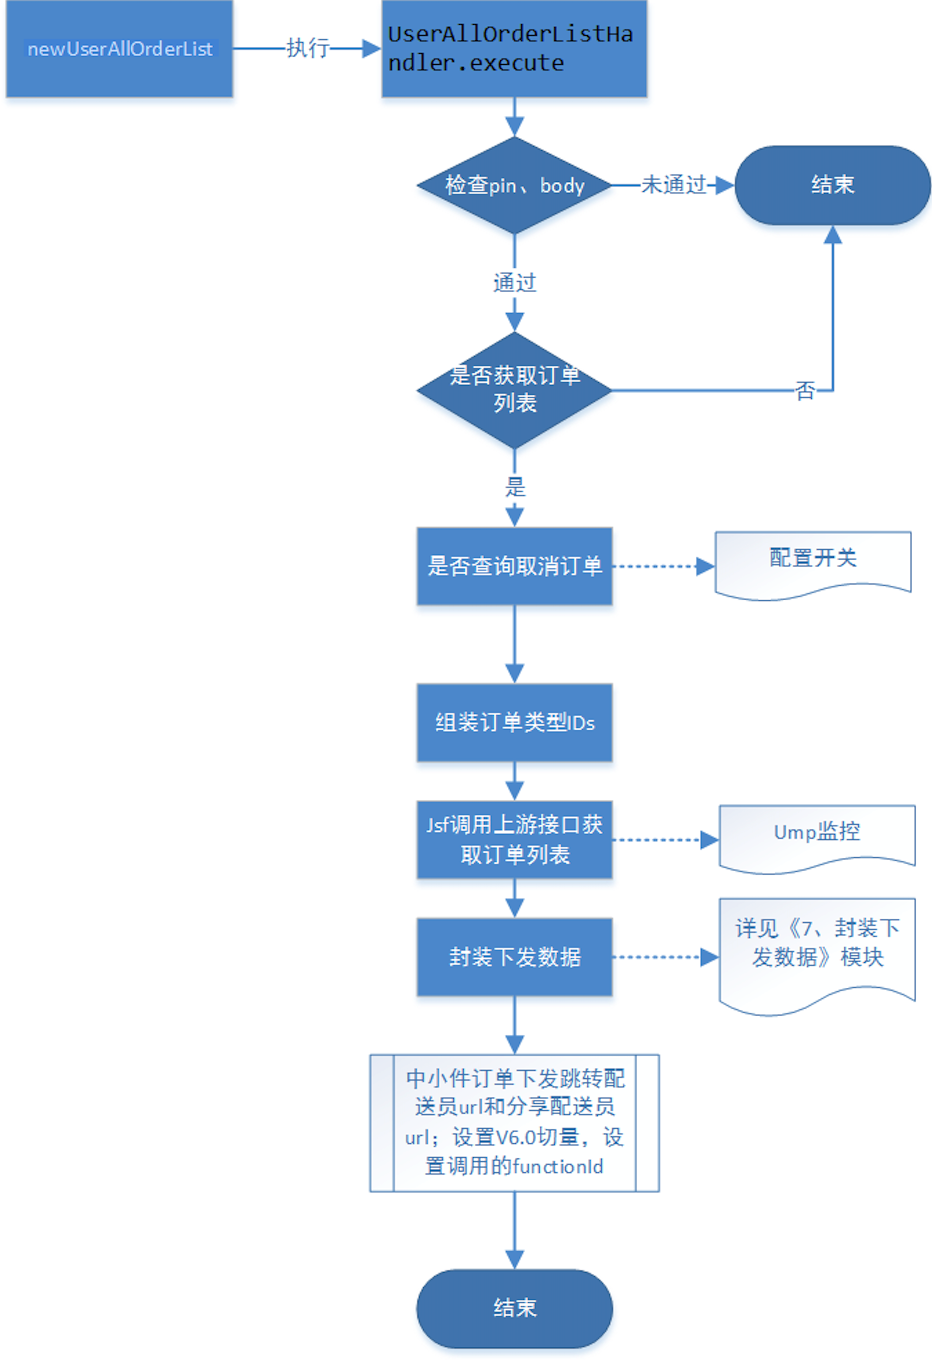 newUserAllOrderList
执行
UserAllOrderListHa
ndler.execute
检查pin、body
未通过
结束
通过
是否获取订单
列表
否
是
是否查询取消订单
配置开关
组装订单类型IDs
Jsf调用上游接口获
取订单列表
Ump监控
封装下发数据
详见《7、封装下
发数据》模块
中小件订单下发跳转配
送员url和分享配送员
url；设置V6.0切量，设
置调用的functionId
结束